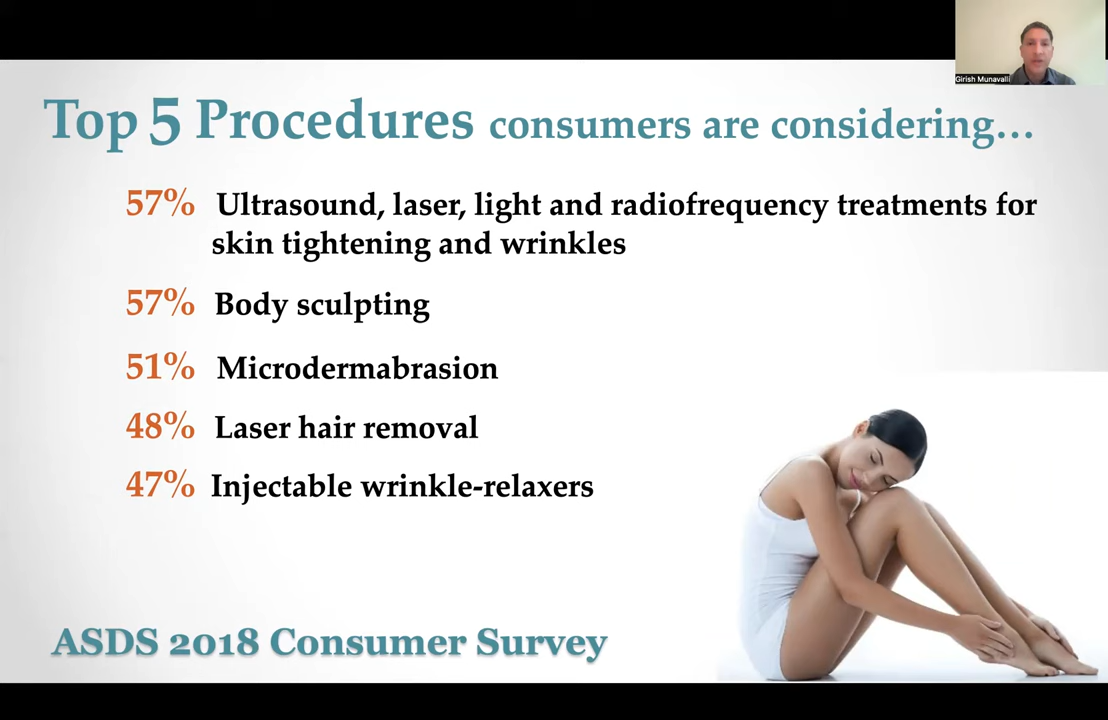 Girish Munavalli
Top 5 Procedures consumers are considering...
57% Ultrasound, laser, light and radiofrequency treatments for
skin tightening and wrinkles
57% Body sculpting
51% Microdermabrasion
48% Laser hair removal
47% Injectable wrinkle-relaxers
ASDS 2018 Consumer Survey